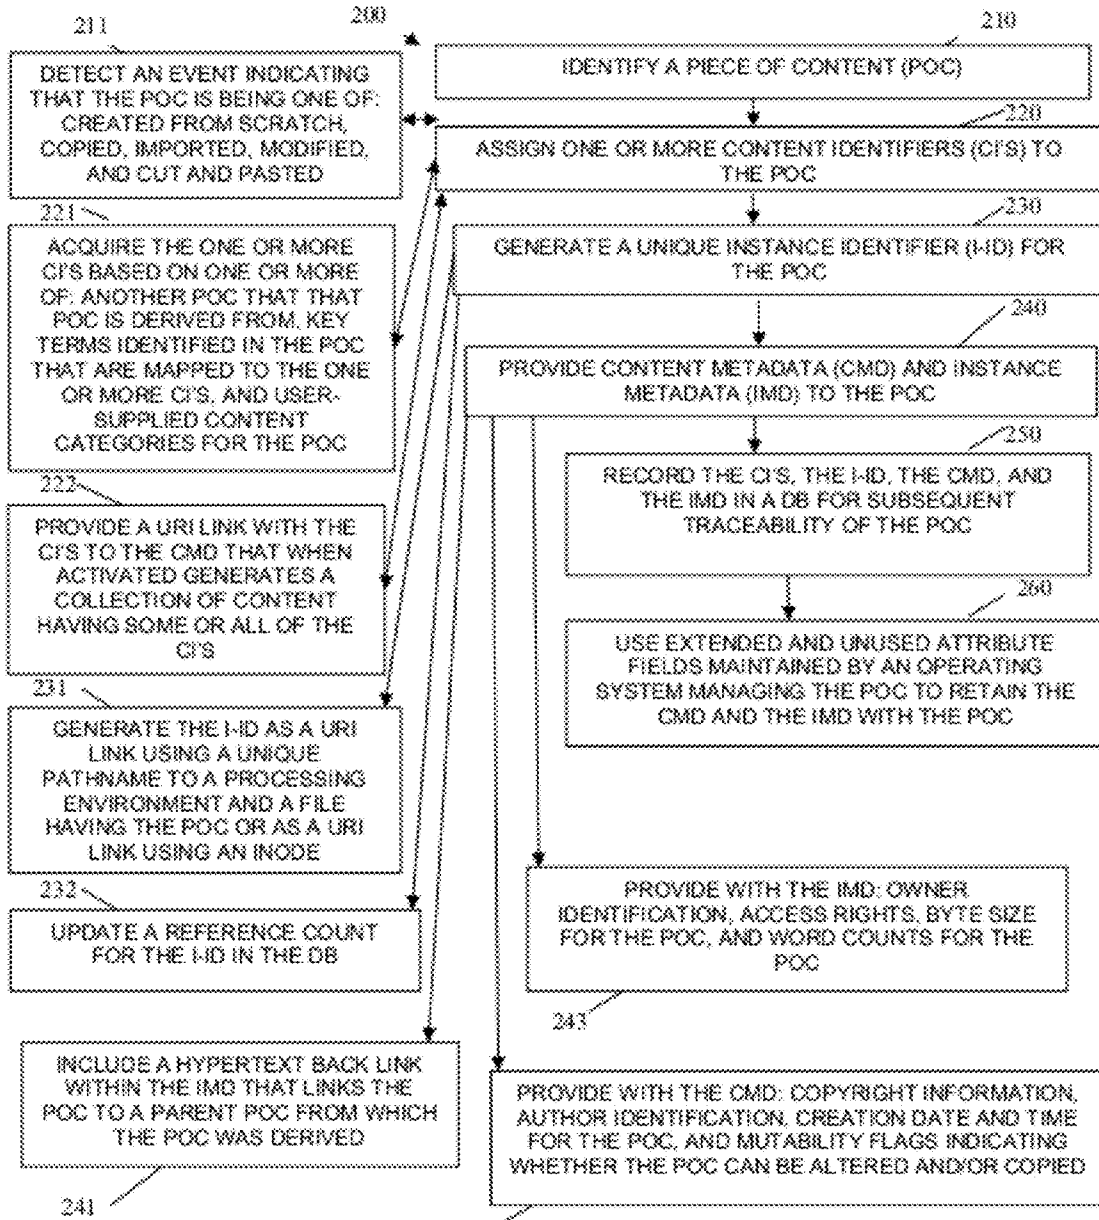 200
210
IDENTIFY A PIECE OF CONTENT (POC)
211
DETECT AN EVENT INDICATING
THAT THE POC IS BEING ONE OF:
CREATED FROM SCRATCH,
COPIED, IMPORTED, MODIFIED,
AND CUT AND PASTED
220
ASSIGN ONE OR MORE CONTENT IDENTIFIERS (CI'S) TO
THE POC
221
ACQUIRE THE ONE OR MORE
CI'S BASED ON ONE OR MORE
OF: ANOTHER POC THAT THAT
POC IS DERIVED FROM, KEY
TERMS IDENTIFIED IN THE POC
THAT ARE MAPPED TO THE ONE
OR MORE CI'S, AND USER-
SUPPLIED CONTENT
CATEGORIES FOR THE POC
230
GENERATE A UNIQUE INSTANCE IDENTIFIER (I-ID) FOR
THE POC
240
PROVIDE CONTENT METADATA (CMD) AND INSTANCE
METADATA (IMD) TO THE POC
222
PROVIDE A URI LINK WITH THE
CI'S TO THE CMD THAT WHEN
ACTIVATED GENERATES A
COLLECTION OF CONTENT
HAVING SOME OR ALL OF THE
CI'S
250
RECORD THE CI'S, THE I-ID, THE CMD, AND
THE IMD IN A DB FOR SUBSEQUENT
TRACEABILITY OF THE POC
260
USE EXTENDED AND UNUSED ATTRIBUTE
FIELDS MAINTAINED BY AN OPERATING
SYSTEM MANAGING THE POC TO RETAIN THE
CMD AND THE IMD WITH THE POC
231
GENERATE THE I-ID AS A URI
LINK USING A UNIQUE
PATHNAME TO A PROCESSING
ENVIRONMENT AND A FILE
HAVING THE POC OR AS A URI
LINK USING AN INODE
232
UPDATE A REFERENCE COUNT
FOR THE I-ID IN THE DB
PROVIDE WITH THE IMD: OWNER
IDENTIFICATION, ACCESS RIGHTS, BYTE SIZE
FOR THE POC, AND WORD COUNTS FOR THE
POC
243
INCLUDE A HYPERTEXT BACK LINK
WITHIN THE IMD THAT LINKS THE
POC TO A PARENT POC FROM WHICH
THE POC WAS DERIVED
241
PROVIDE WITH THE CMD: COPYRIGHT INFORMATION,
AUTHOR IDENTIFICATION, CREATION DATE AND TIME
FOR THE POC, AND MUTABILITY FLAGS INDICATING
WHETHER THE POC CAN BE ALTERED AND/OR COPIED